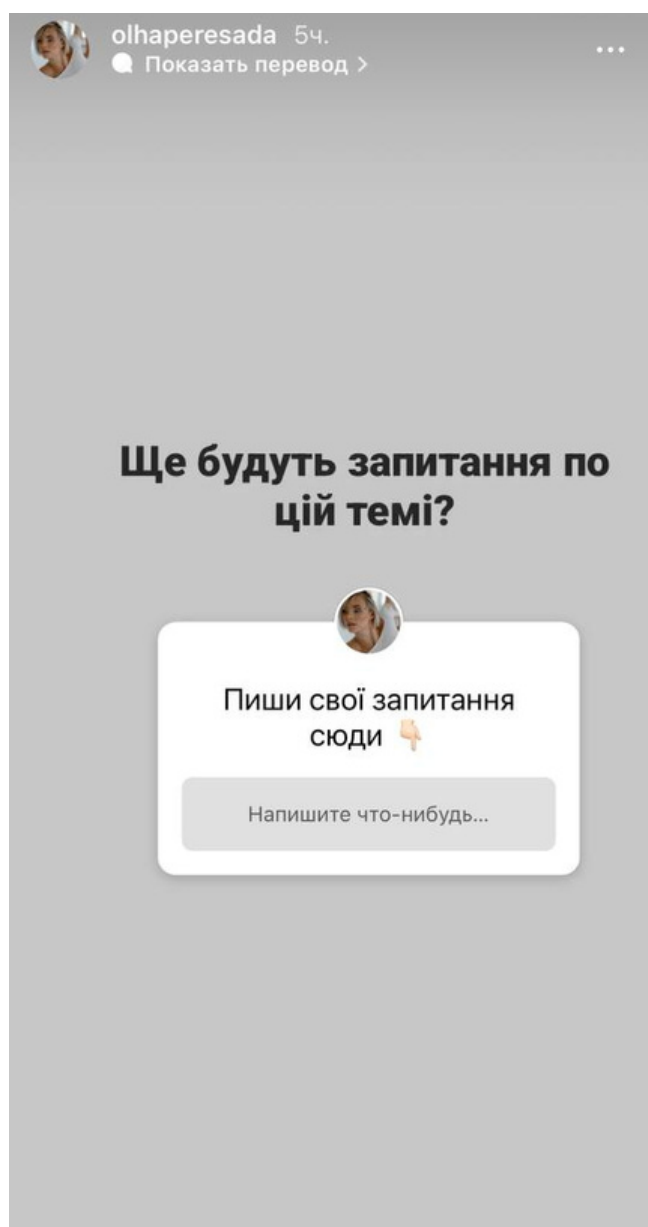 olhaperesada 5ч.
Показать перевод >
Ще будуть запитання по
цій темі?
Пиши свої запитання
сюди 👇🏻
Напишите что-нибудь...